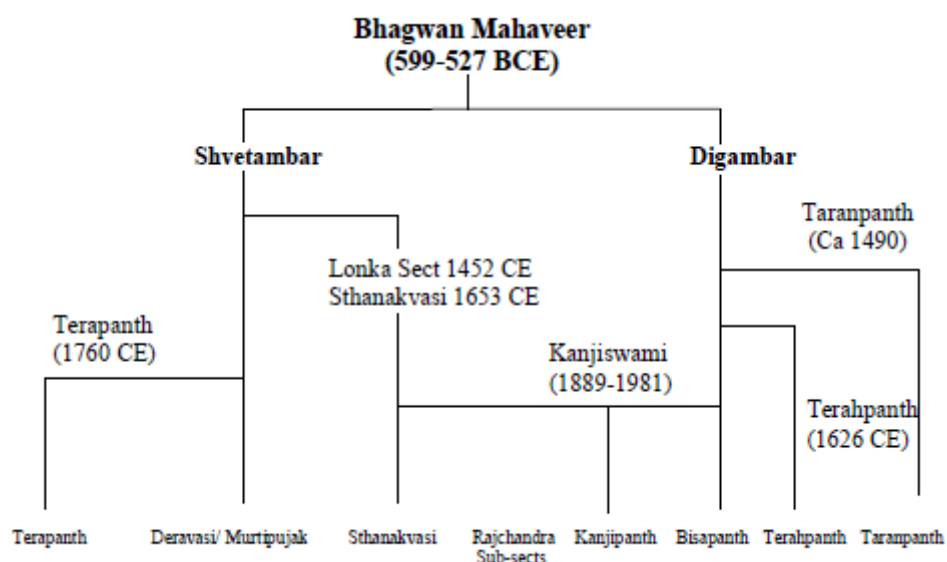 Bhagwan Mahaveer
(599-527 BCE)
Shvetambar
Digambar
Taranpanth
(Ca 1490)
Lonka Sect 1452 CE
Sthanakvasi 1653 CE
Terapanth
(1760 CE)
Kanjiswami
(1889-1981)
Terahpanth
(1626 CE)
Terapanth
Deravasi/ Murtipujak
Sthanakvasi
Rajchandra
Sub-sects
Kanjipanth
Bisapanth
Terahpanth
Taranpanth